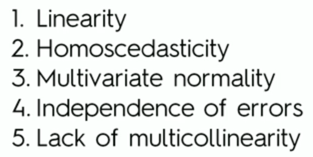 1. Linearity
2. Homoscedasticity
3. Multivariate normality
4. Independence of errors
5. Lack of multicollinearity